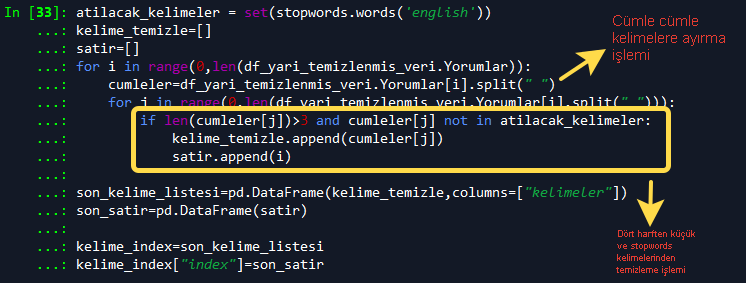 In [33]: atilacak_kelimeler = set(stopwords.words('english'))
...: kelime_temizle=[]
...: satir=[]
...: for i in range(0,len(df_yari_temizlenmis_veri.Yorumlar)):
...: cumleler=df_yari_temizlenmis_veri.Yorumlar[i].split(" ")
...: for j in range(0,len(df_yari_temizlenmis_veri.Yorumlar[i].split(" "))):
...: if len(cumleler[j])>3 and cumleler[j] not in atilacak_kelimeler:
...: kelime_temizle.append(cumleler[j])
...: satir.append(i)
...:
...: son_kelime_listesi=pd.DataFrame(kelime_temizle,columns=["kelimeler"])
...: son_satir=pd.DataFrame(satir)
...:
...: kelime_index=son_kelime_listesi
...: kelime_index["index"]=son_satir
Cümle cümle
kelimelere ayırma
işlemi
Dört harften küçük
ve stopwords
kelimelerinden
temizleme işlemi